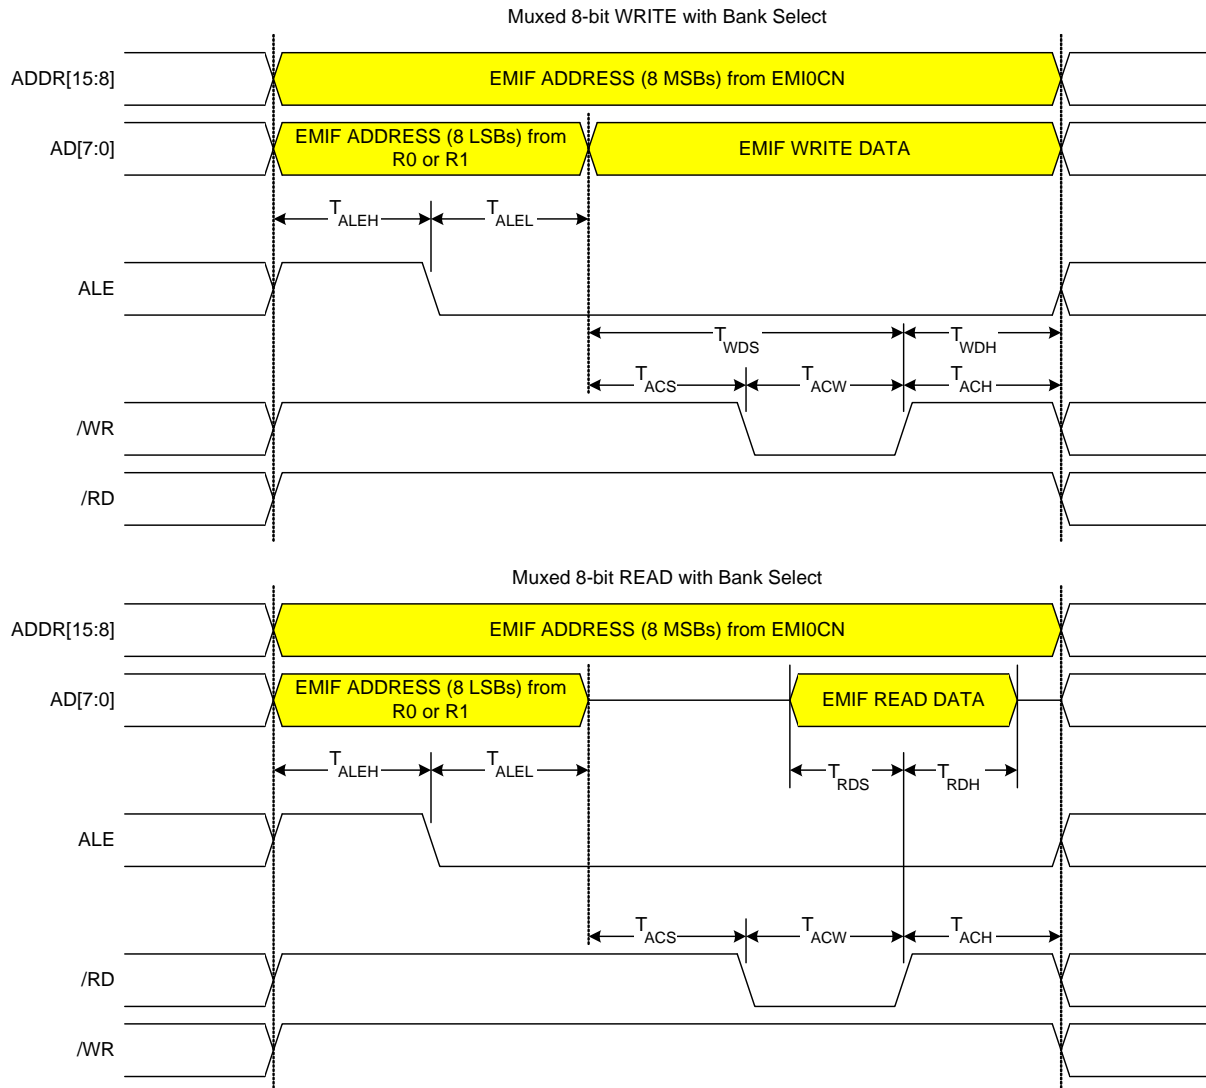 Muxed 8-bit WRITE with Bank Select
ADDR[15:8]
EMIF ADDRESS (8 MSBs) from EMI0CN
AD[7:0]
EMIF ADDRESS (8 LSBs) from
R0 or R1
EMIF WRITE DATA
TALEH
TALEL
ALE
TWDS
TWDH
TACS
TACW
TACH
/WR
/RD
Muxed 8-bit READ with Bank Select
ADDR[15:8]
EMIF ADDRESS (8 MSBs) from EMI0CN
AD[7:0]
EMIF ADDRESS (8 LSBs) from
R0 or R1
EMIF READ DATA
TALEH
TALEL
TRDS
TRDH
ALE
TACS
TACW
TACH
/RD
/WR